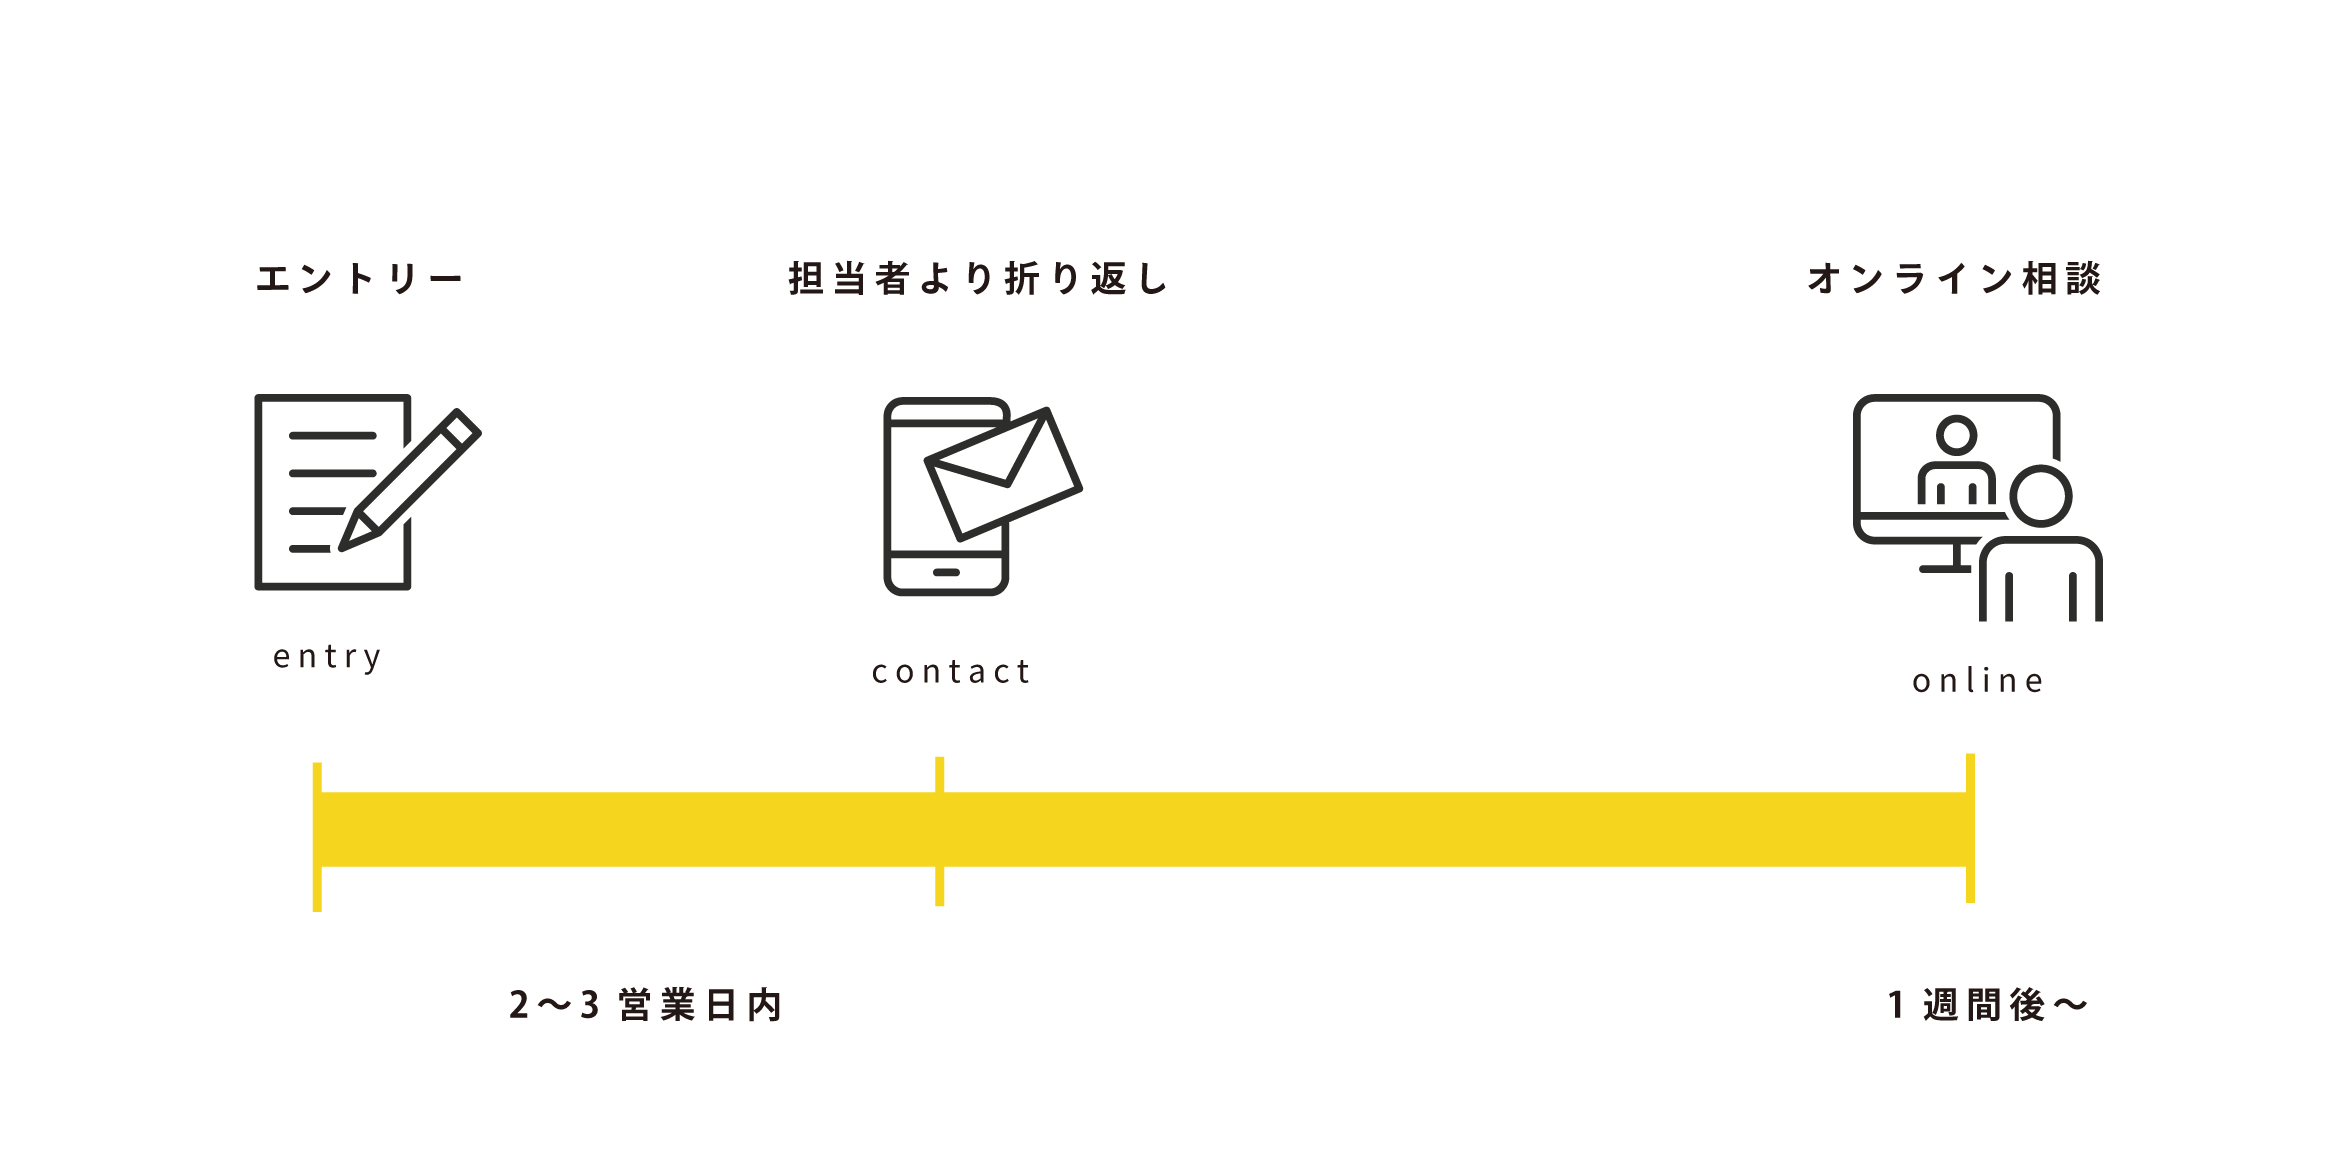 エントリー
担当者より折り返し
オンライン相談
entry
contact
online
2〜3 営業日内
1 週間後〜